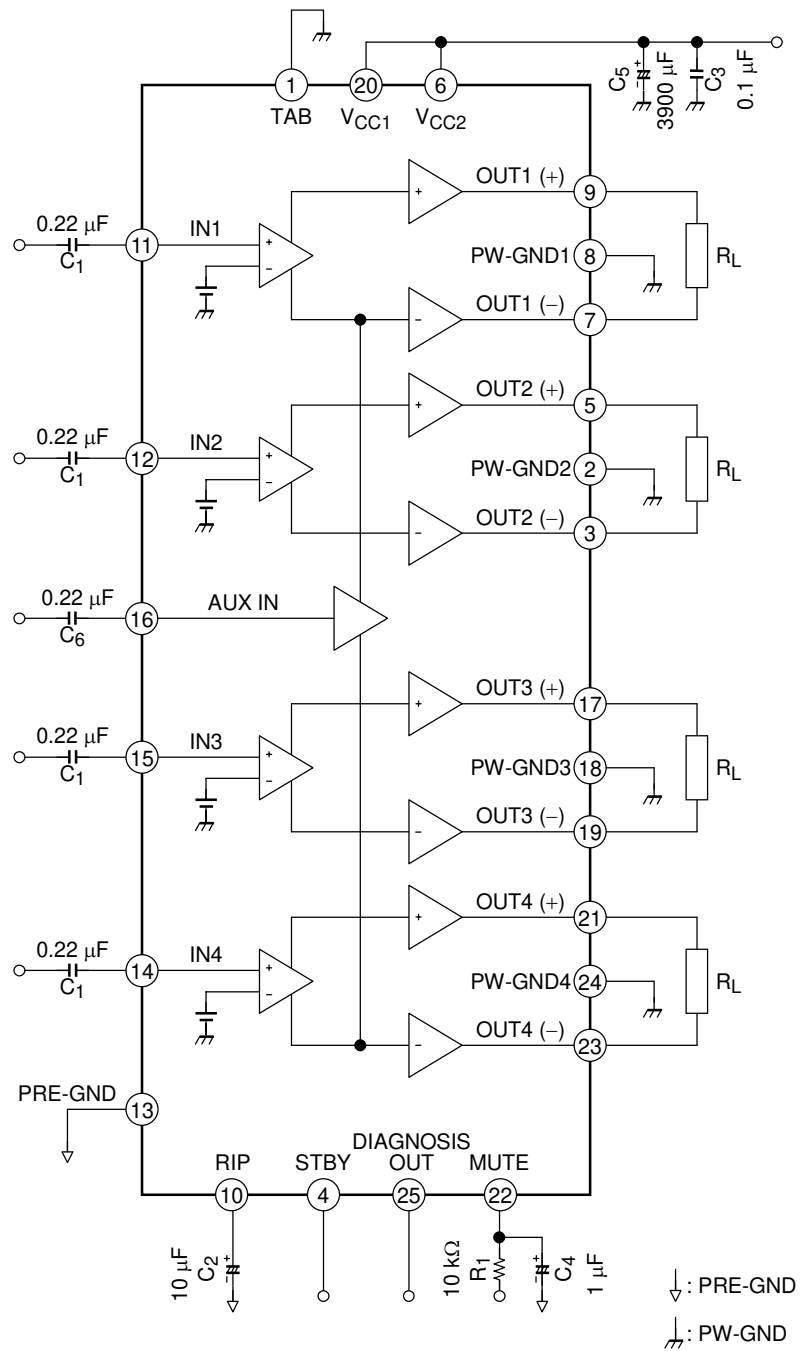 1
TAB
20
VCC1
6
VCC2
C5
+
-
3900 μF
C3
0.1 μF
0.22 μF
C1
11
IN1
+
-
+
OUT1 (+)
9
PW-GND1
8
RL
-
OUT1 (-)
7
0.22 μF
C1
12
IN2
+
-
+
OUT2 (+)
5
PW-GND2
2
RL
-
OUT2 (-)
3
0.22 μF
C6
16
AUX IN
0.22 μF
C1
15
IN3
+
-
+
OUT3 (+)
17
PW-GND3
18
RL
-
OUT3 (-)
19
0.22 μF
C1
14
IN4
+
-
+
OUT4 (+)
21
PW-GND4
24
RL
-
OUT4 (-)
23
PRE-GND
13
RIP
10
STBY
4
DIAGNOSIS
OUT
25
MUTE
22
10 μF
C2
+
-
10 kΩ
R1
+
-
C4
1 μF
: PRE-GND
: PW-GND